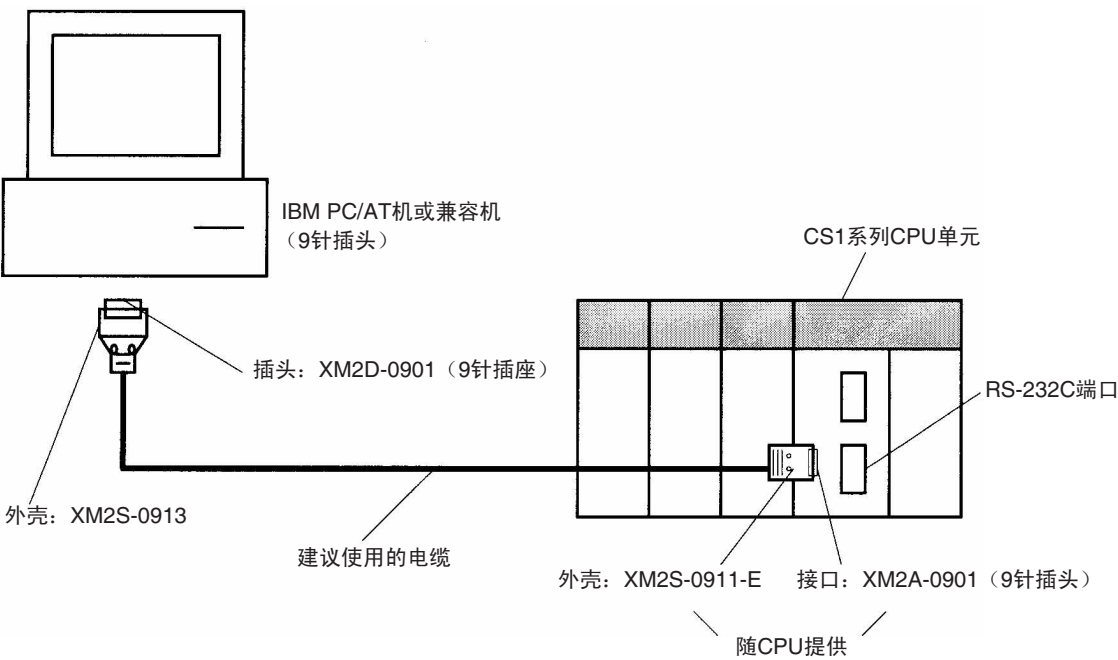 IBM PC/AT机或兼容机
（9针插头）
CS1系列CPU单元
插头：XM2D-0901（9针插座）
RS-232C端口
外壳：XM2S-0913
建议使用的电缆
外壳：XM2S-0911-E
接口：XM2A-0901（9针插头）
随CPU提供